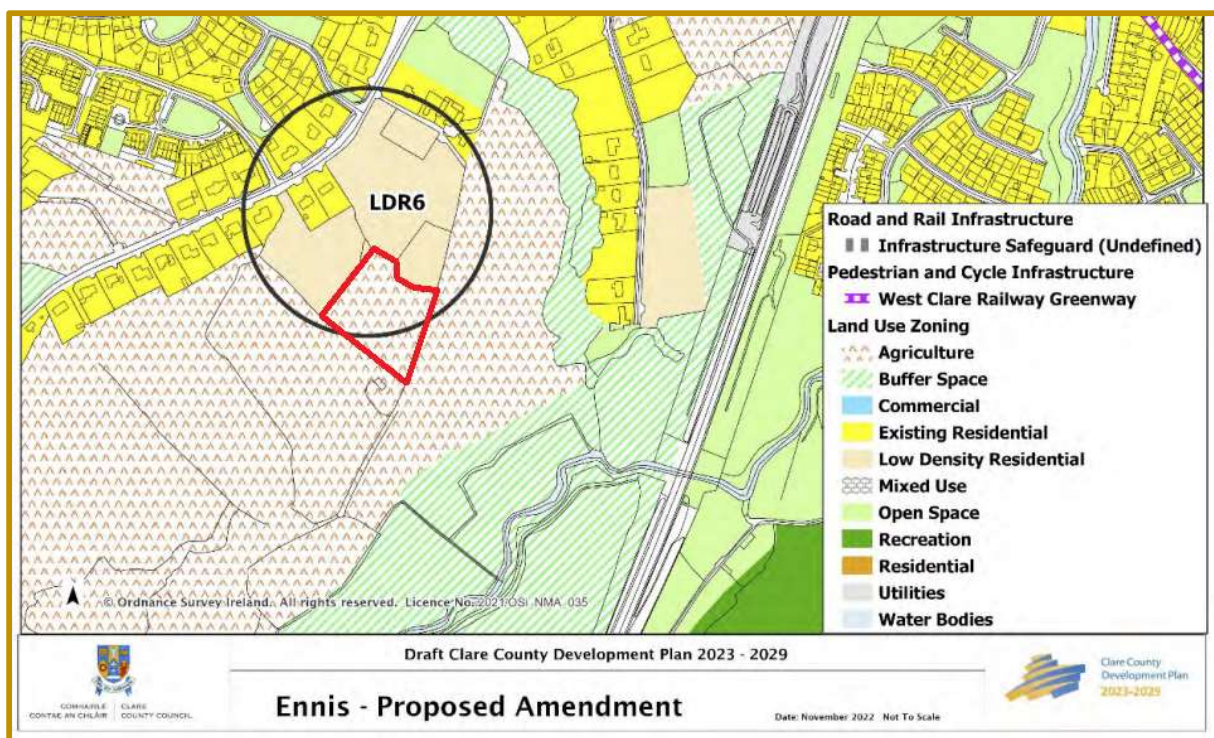 LDR6
Road and Rail Infrastructure
Infrastructure Safeguard (Undefined)
Pedestrian and Cycle Infrastructure
West Clare Railway Greenway
Land Use Zoning
Agriculture
Buffer Space
Commercial
Existing Residential
Low Density Residential
Mixed Use
Open Space
Recreation
Residential
Utilities
Water Bodies
© Ordnance Survey Ireland. All rights reserved. Licence No. 2021/OSi NMA 035
Draft Clare County Development Plan 2023 - 2029
Ennis - Proposed Amendment
Date: November 2022 Not To Scale
COMHAIRLE CONTAE AN CHLÁIR
CLARE COUNTY COUNCIL
Clare County
Development Plan
2023-2029